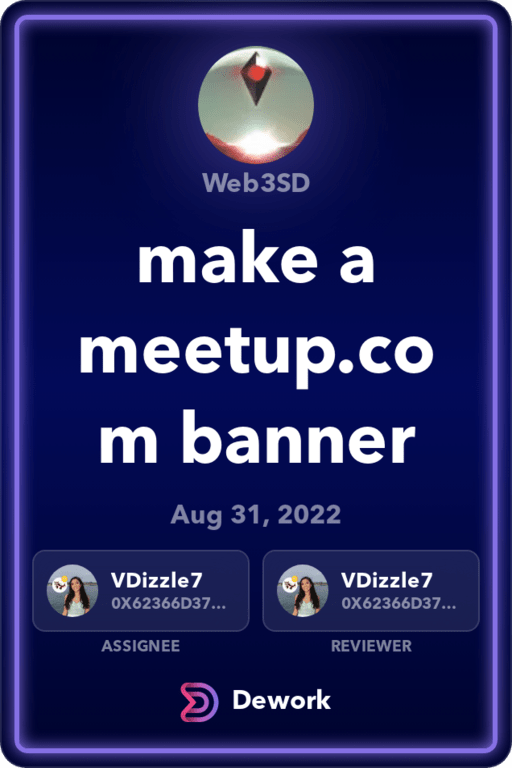 Web3SD
make a
meetup.co
m banner
Aug 31, 2022
VDizzle7
0X62366D37...
ASSIGNEE
VDizzle7
0X62366D37...
REVIEWER
Dework